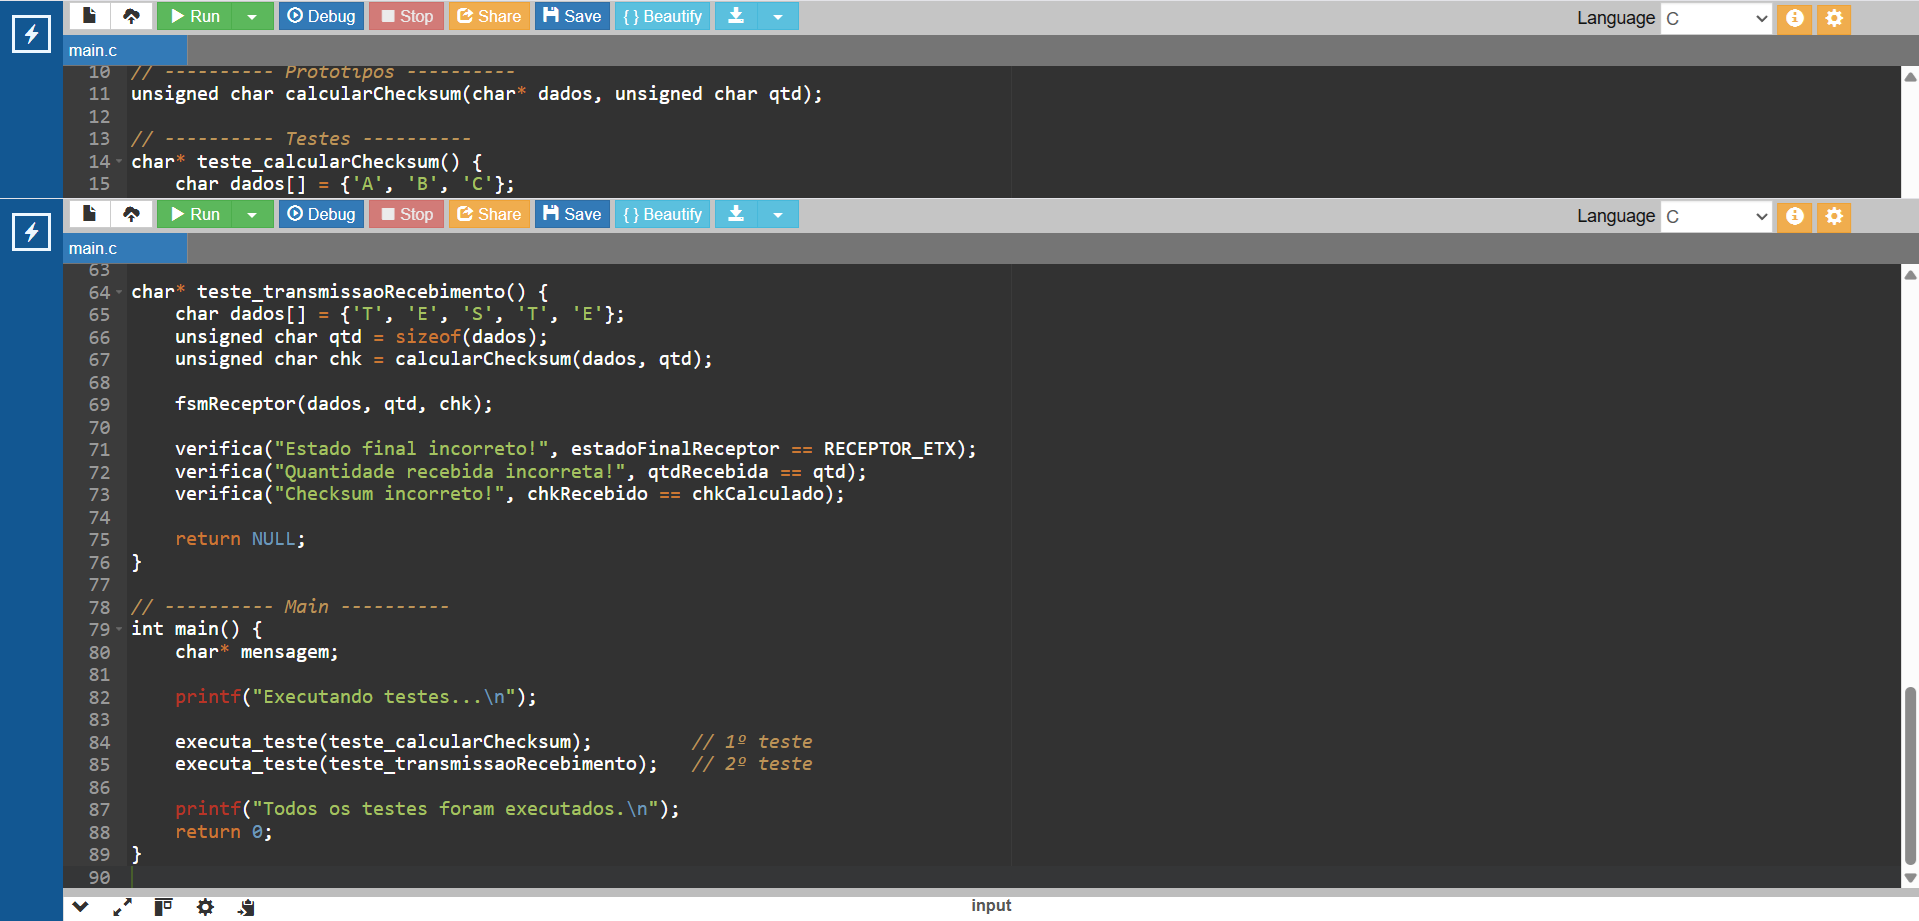 Run Debug Stop Share Save { } Beautify Language C
main.c
10 // ---------- Prototipos ----------
11 unsigned char calcularChecksum(char* dados, unsigned char qtd);
12
13 // ---------- Testes ----------
14 char* teste_calcularChecksum() {
15     char dados[] = {'A', 'B', 'C'};
Run Debug Stop Share Save { } Beautify Language C
main.c
63
64 char* teste_transmissaoRecebimento() {
65     char dados[] = {'T', 'E', 'S', 'T', 'E'};
66     unsigned char qtd = sizeof(dados);
67     unsigned char chk = calcularChecksum(dados, qtd);
68
69     fsmReceptor(dados, qtd, chk);
70
71     verifica("Estado final incorreto!", estadoFinalReceptor == RECEPTOR_ETX);
72     verifica("Quantidade recebida incorreta!", qtdRecebida == qtd);
73     verifica("Checksum incorreto!", chkRecebido == chkCalculado);
74
75     return NULL;
76 }
77
78 // ---------- Main ----------
79 int main() {
80     char* mensagem;
81
82     printf("Executando testes...\n");
83
84     executa_teste(teste_calcularChecksum);         // 1º teste
85     executa_teste(teste_transmissaoRecebimento);   // 2º teste
86
87     printf("Todos os testes foram executados.\n");
88     return 0;
89 }
90
input